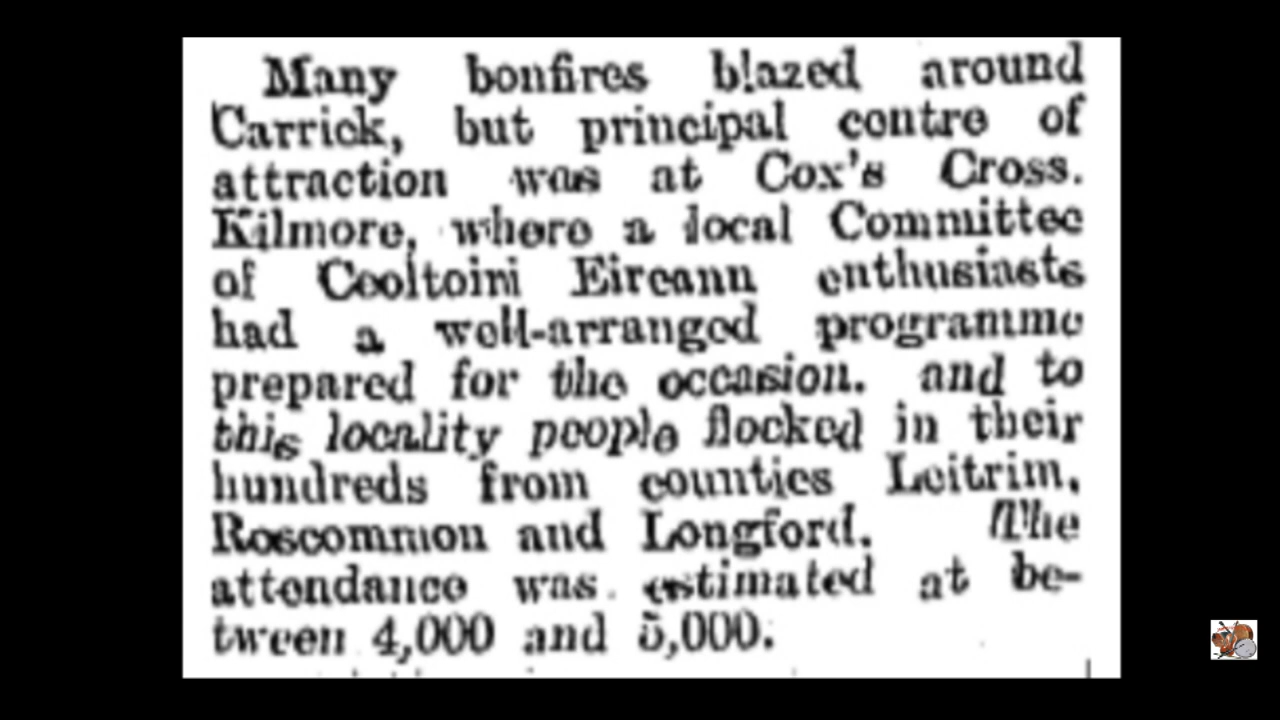 Many bonfires blazed around
Carrick, but principal centre of
attraction was at Cox's Cross.
Kilmore, where a local Committee
of Ceoltoini Eireann enthusiasts
had a well-arranged programme
prepared for the occasion. and to
this locality people flocked in their
hundreds from counties Leitrim,
Roscommon and Longford. The
attendance was estimated at be-
tween 4,000 and 5,000.